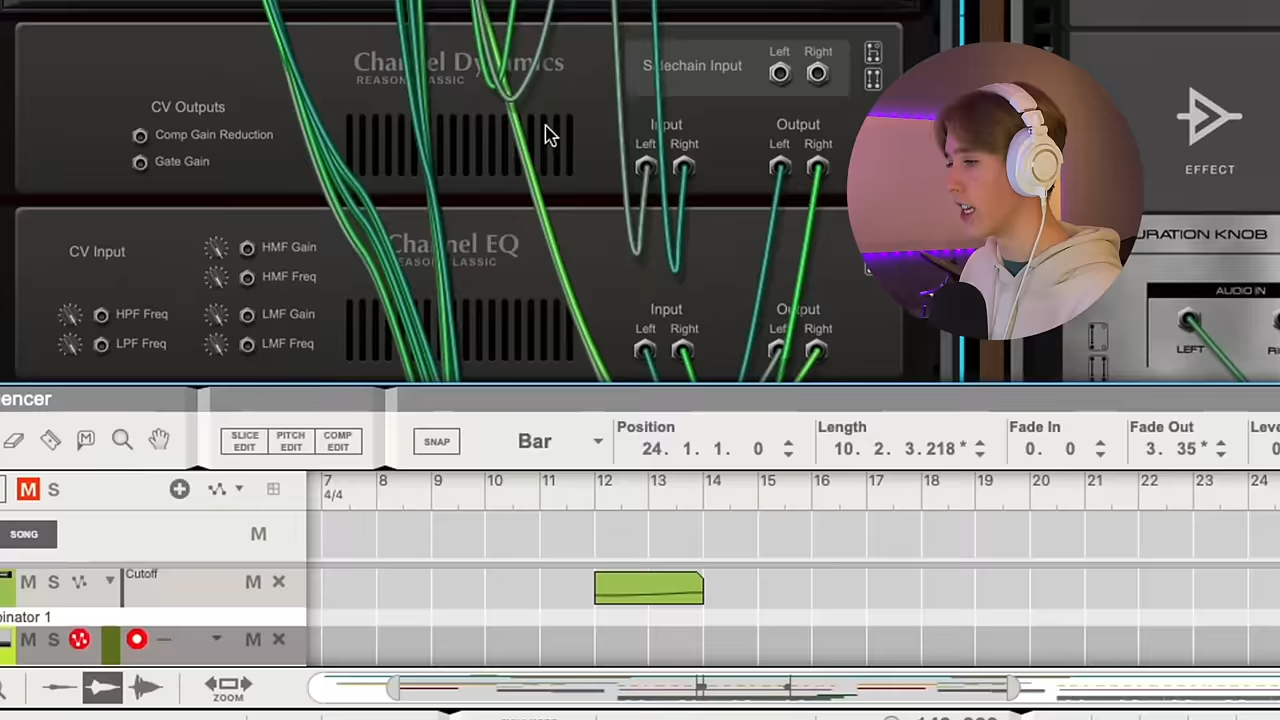 Channel Dynamics
REASON CLASSIC
Sidechain Input
Left Right
CV Outputs
Comp Gain Reduction
Gate Gain
Input
Left Right
Output
Left Right
EFFECT
Channel EQ
REASON CLASSIC
CV Input
HMF Gain
HMF Freq
HPF Freq
LMF Gain
LPF Freq
LMF Freq
Input
Left Right
Output
Left Right
URATION KNOB
AUDIO IN
LEFT
encer
SLICE EDIT
PITCH EDIT
COMP EDIT
SNAP
Bar
Position
24. 1. 1. 0
Length
10. 2. 3.218 *
Fade In
0. 0
Fade Out
3. 35 *
Leve
M S
7 8 9 10 11 12 13 14 15 16 17 18 19 20 21 22 23 24
4/4
SONG
M
M S
Cutoff
M
binator 1
M S
M
ZOOM